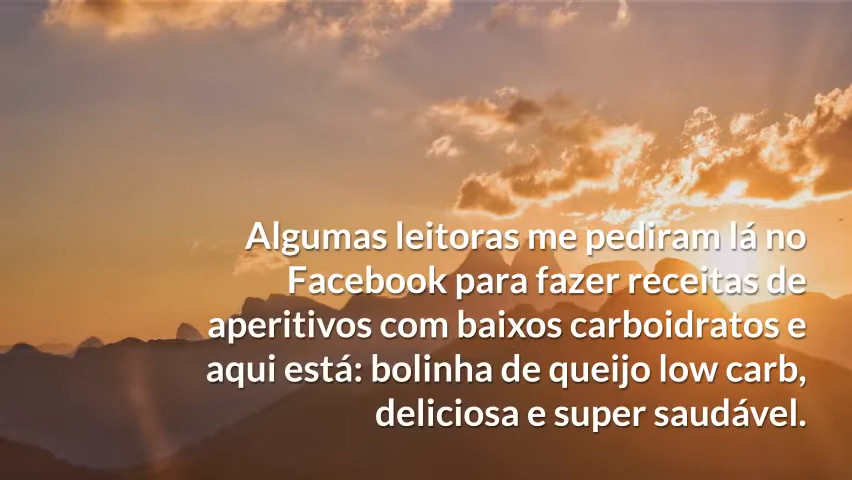 Algumas leitoras me pediram lá no
Facebook para fazer receitas de
aperitivos com baixos carboidratos e
aqui está: bolinha de queijo low carb,
deliciosa e super saudável.